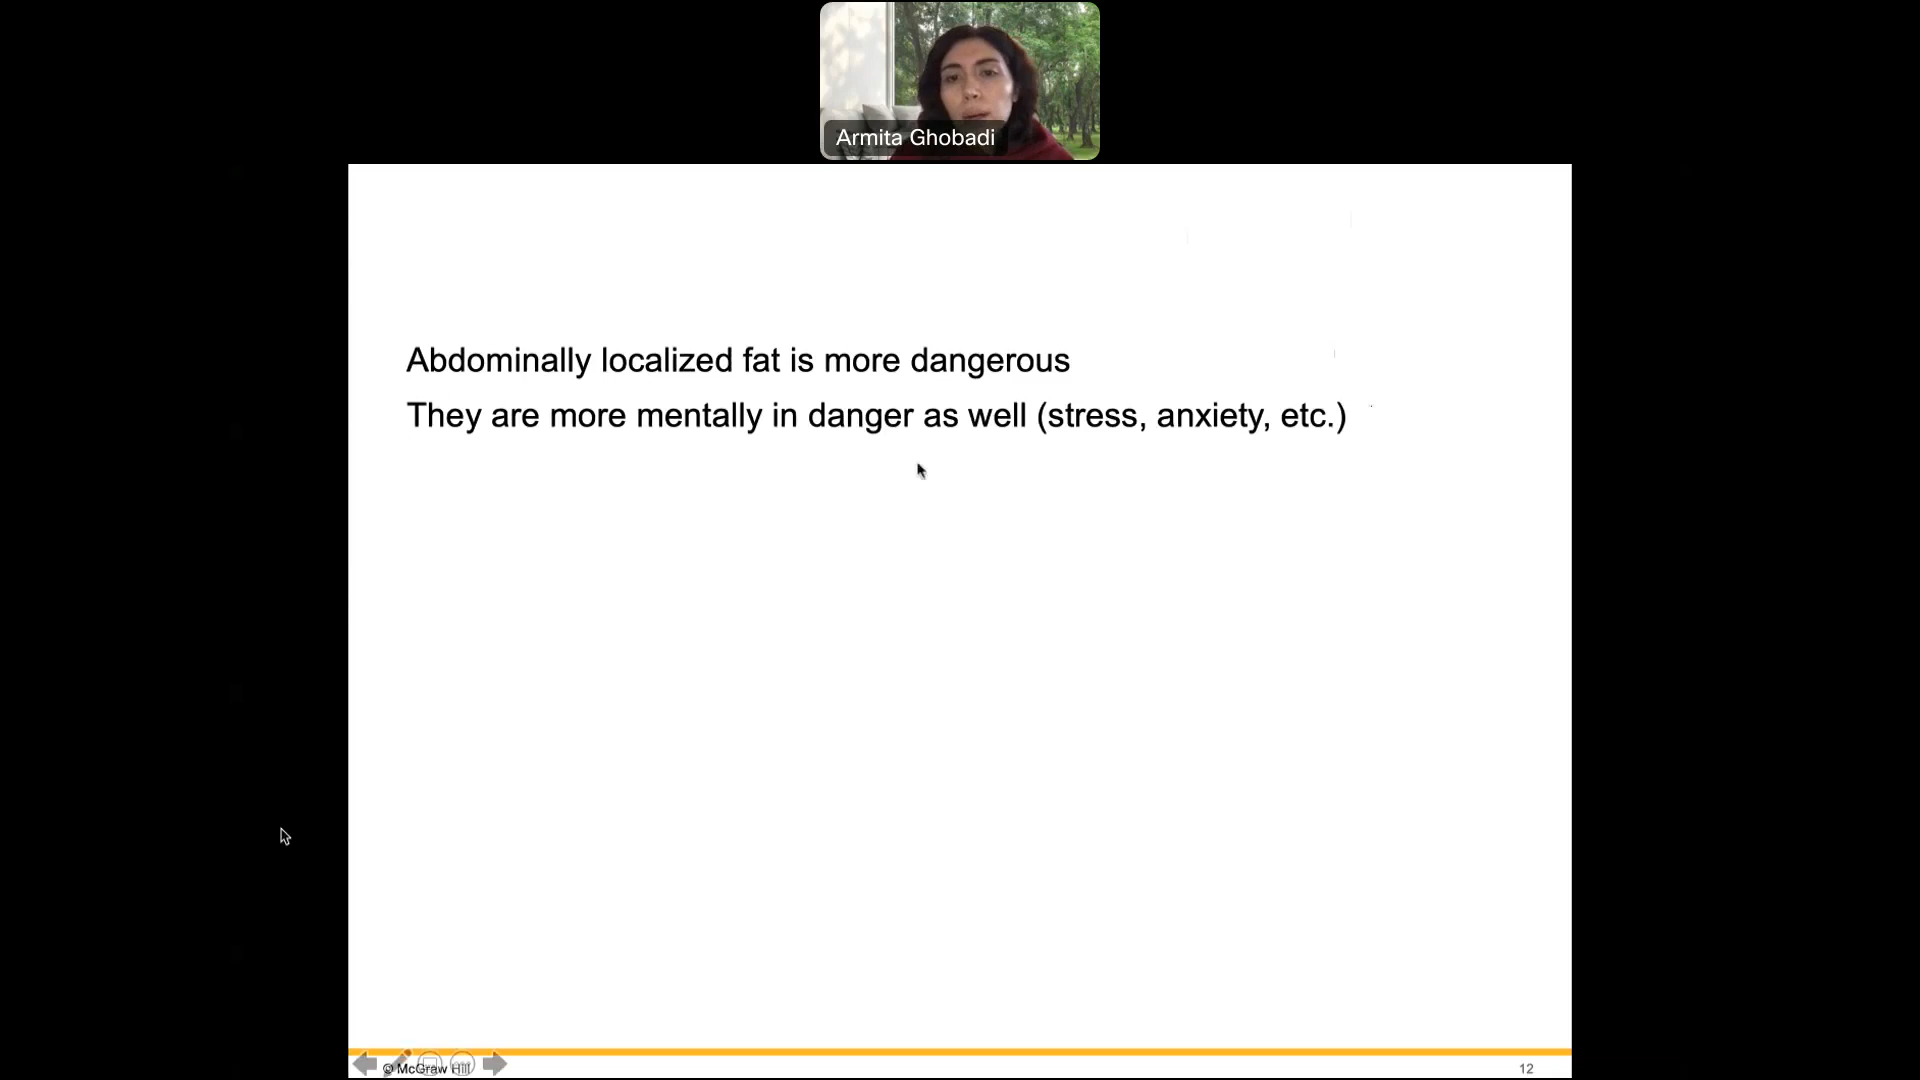 Armita Ghobadi
Abdominally localized fat is more dangerous
They are more mentally in danger as well (stress, anxiety, etc.)
© McGraw Hill
12